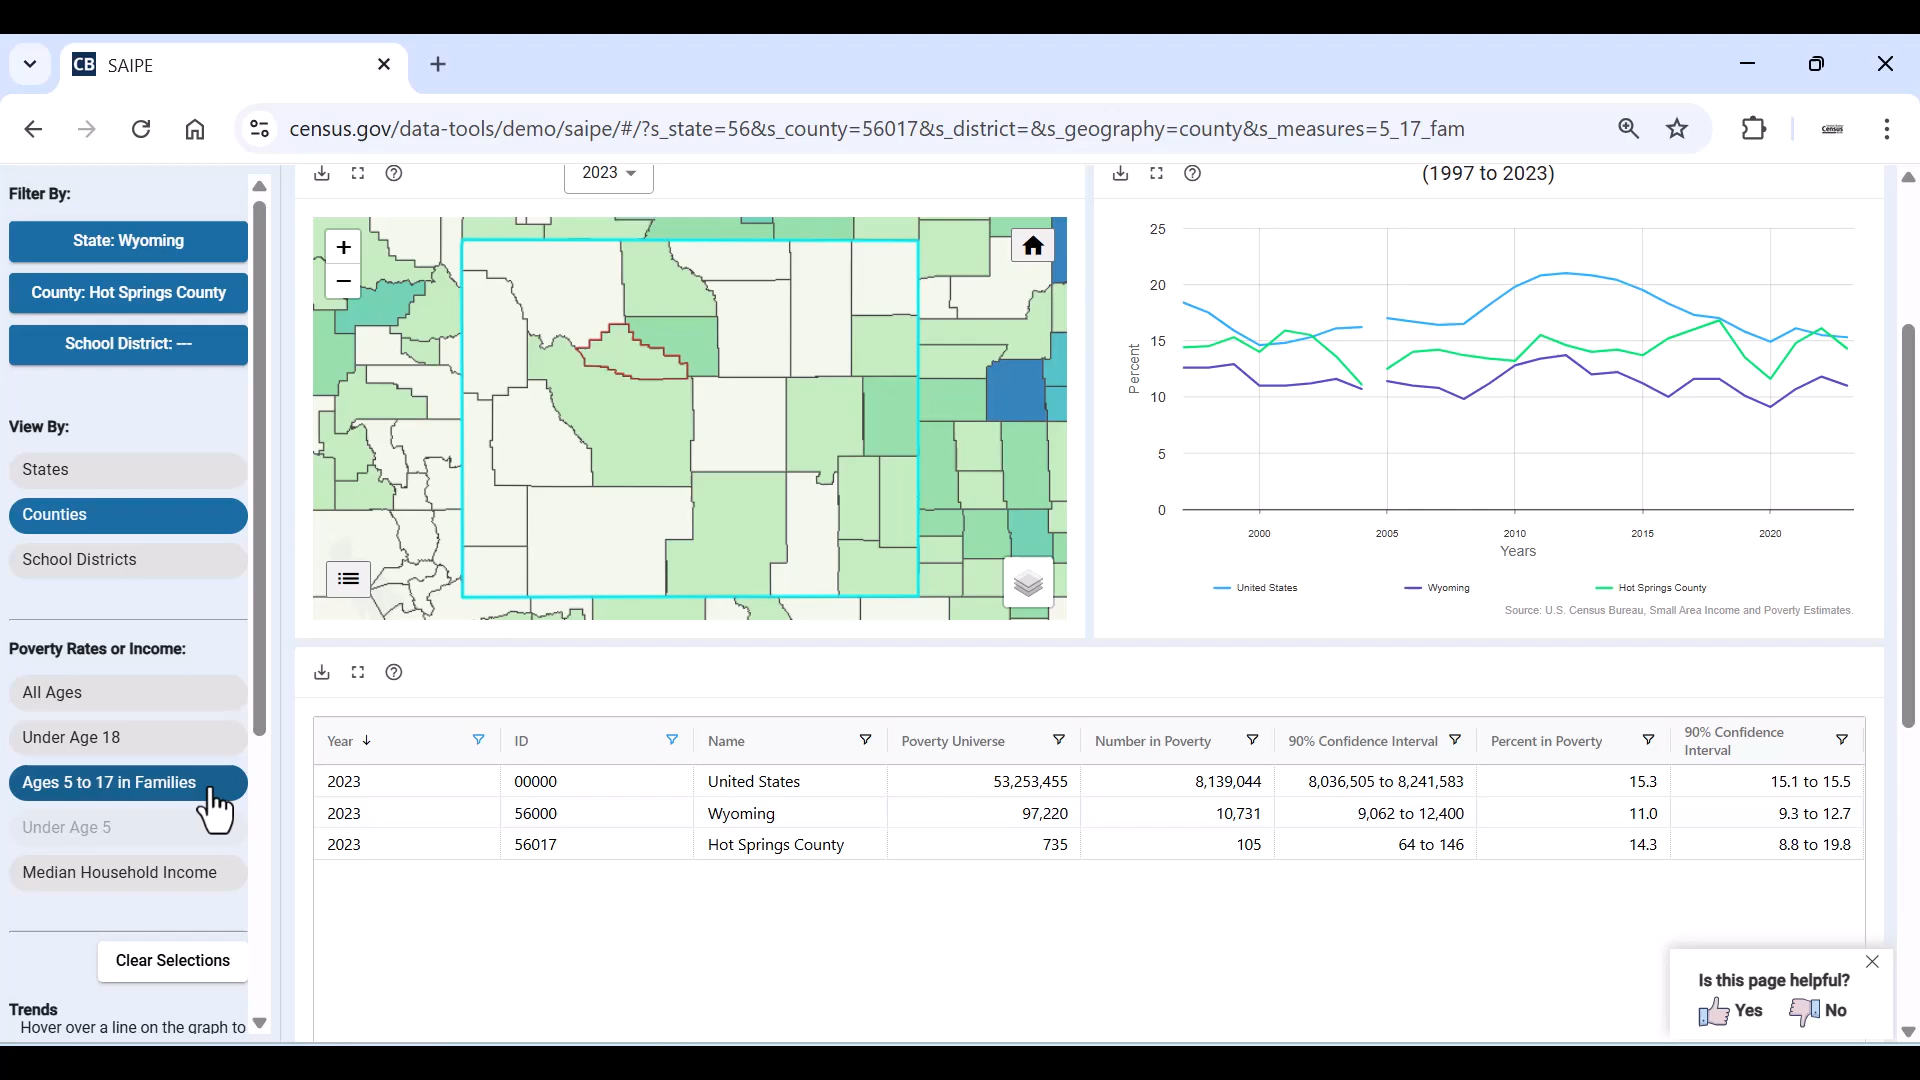 CB SAIPE
census.gov/data-tools/demo/saipe/#/?s_state=56&s_county=56017&s_district=&s_geography=county&s_measures=5_17_fam
Census
Filter By:
State: Wyoming
County: Hot Springs County
School District: ---
View By:
States
Counties
School Districts
Poverty Rates or Income:
All Ages
Under Age 18
Ages 5 to 17 in Families
Under Age 5
Median Household Income
Clear Selections
Trends
Hover over a line on the graph to
2023
+
−
(1997 to 2023)
25
20
15
10
5
0
Percent
2000 2005 2010 2015 2020
Years
United States Wyoming Hot Springs County
Source: U.S. Census Bureau, Small Area Income and Poverty Estimates.
Year ID Name Poverty Universe Number in Poverty 90% Confidence Interval Percent in Poverty 90% Confidence
Interval
2023 00000 United States 53,253,455 8,139,044 8,036,505 to 8,241,583 15.3 15.1 to 15.5
2023 56000 Wyoming 97,220 10,731 9,062 to 12,400 11.0 9.3 to 12.7
2023 56017 Hot Springs County 735 105 64 to 146 14.3 8.8 to 19.8
Is this page helpful?
Yes No